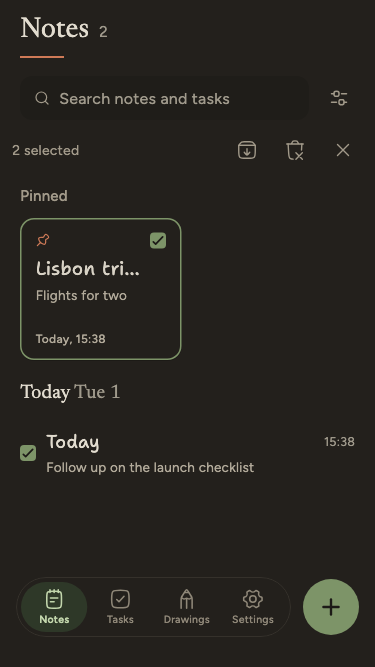 Notes 2
Search notes and tasks
2 selected
Pinned
Lisbon tri...
Flights for two
Today, 15:38
Today Tue 1
Today 15:38
Follow up on the launch checklist
Notes Tasks Drawings Settings